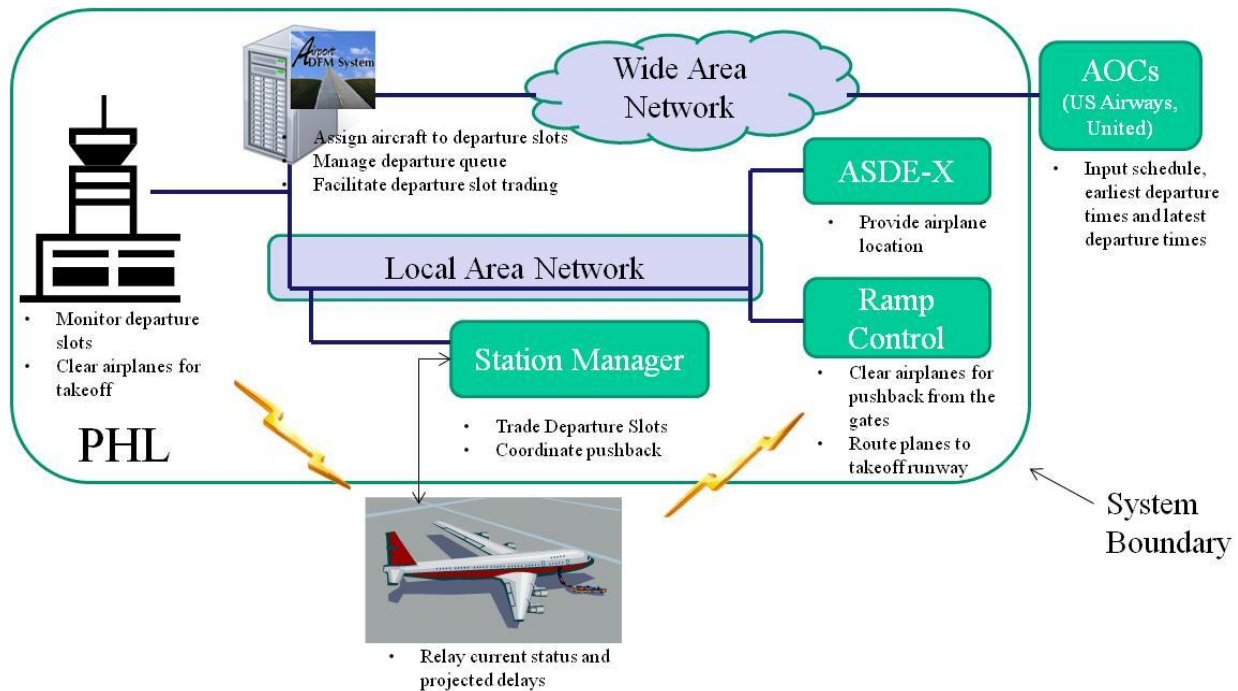 Airport
DFM System
Assign aircraft to departure slots
Manage departure queue
Facilitate departure slot trading
Wide Area
Network
AOCs
(US Airways,
United)
Input schedule,
earliest departure
times and latest
departure times
ASDE-X
Provide airplane
location
Local Area Network
Ramp
Control
Clear airplanes for
pushback from the
gates
Route planes to
takeoff runway
Monitor departure
slots
Clear airplanes for
takeoff
Station Manager
Trade Departure Slots
Coordinate pushback
PHL
System
Boundary
Relay current status and
projected delays